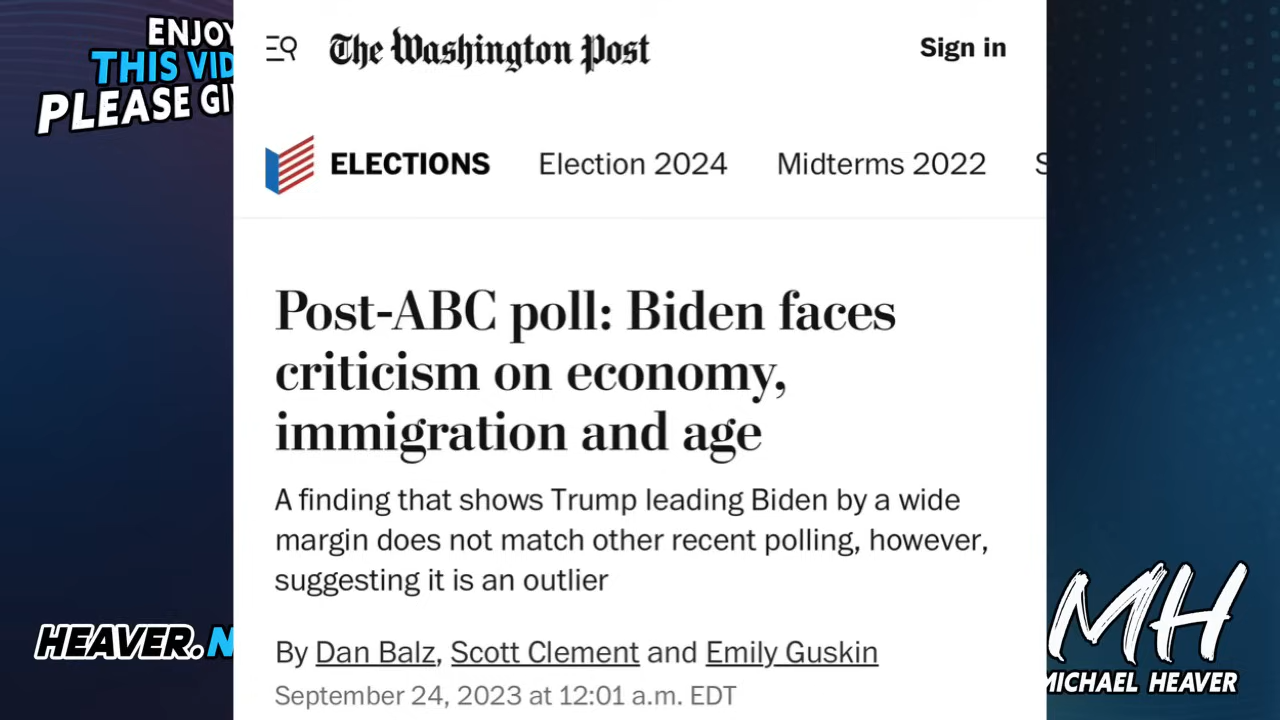 ENJOY
THIS VID
PLEASE GI
The Washington Post
Sign in
ELECTIONS Election 2024 Midterms 2022 S
Post-ABC poll: Biden faces
criticism on economy,
immigration and age
A finding that shows Trump leading Biden by a wide
margin does not match other recent polling, however,
suggesting it is an outlier
By Dan Balz, Scott Clement and Emily Guskin
September 24, 2023 at 12:01 a.m. EDT
HEAVER.N
MH
MICHAEL HEAVER